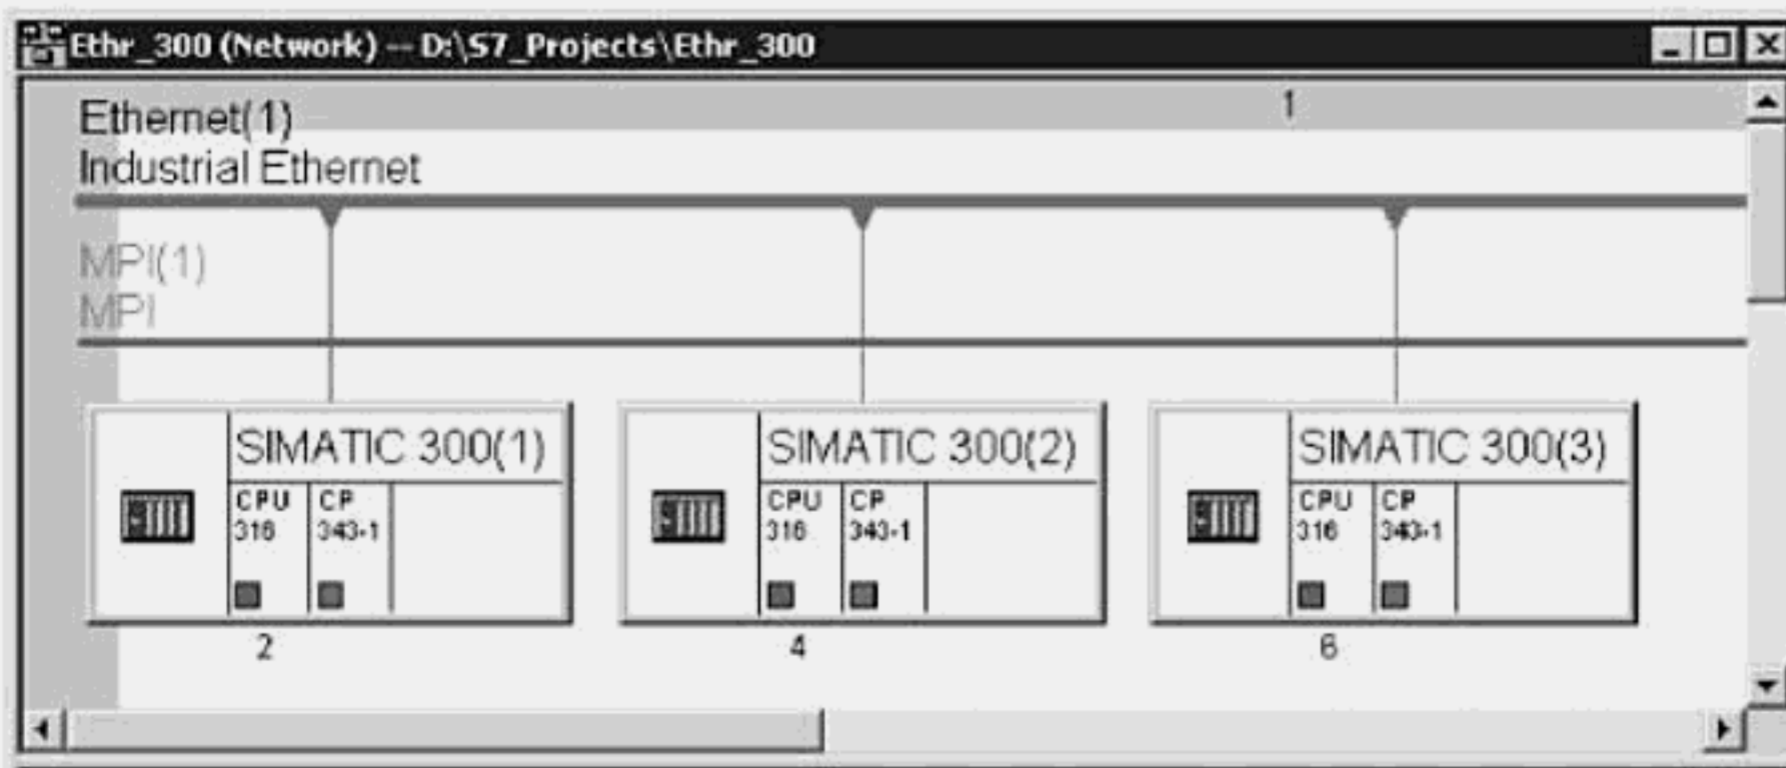 Ethr_300 (Network) -- D:\S7_Projects\Ethr_300
1
Ethernet(1)
Industrial Ethernet
MPI(1)
MPI
SIMATIC 300(1)
CPU
316
CP
343-1
2
SIMATIC 300(2)
CPU
316
CP
343-1
4
SIMATIC 300(3)
CPU
316
CP
343-1
6